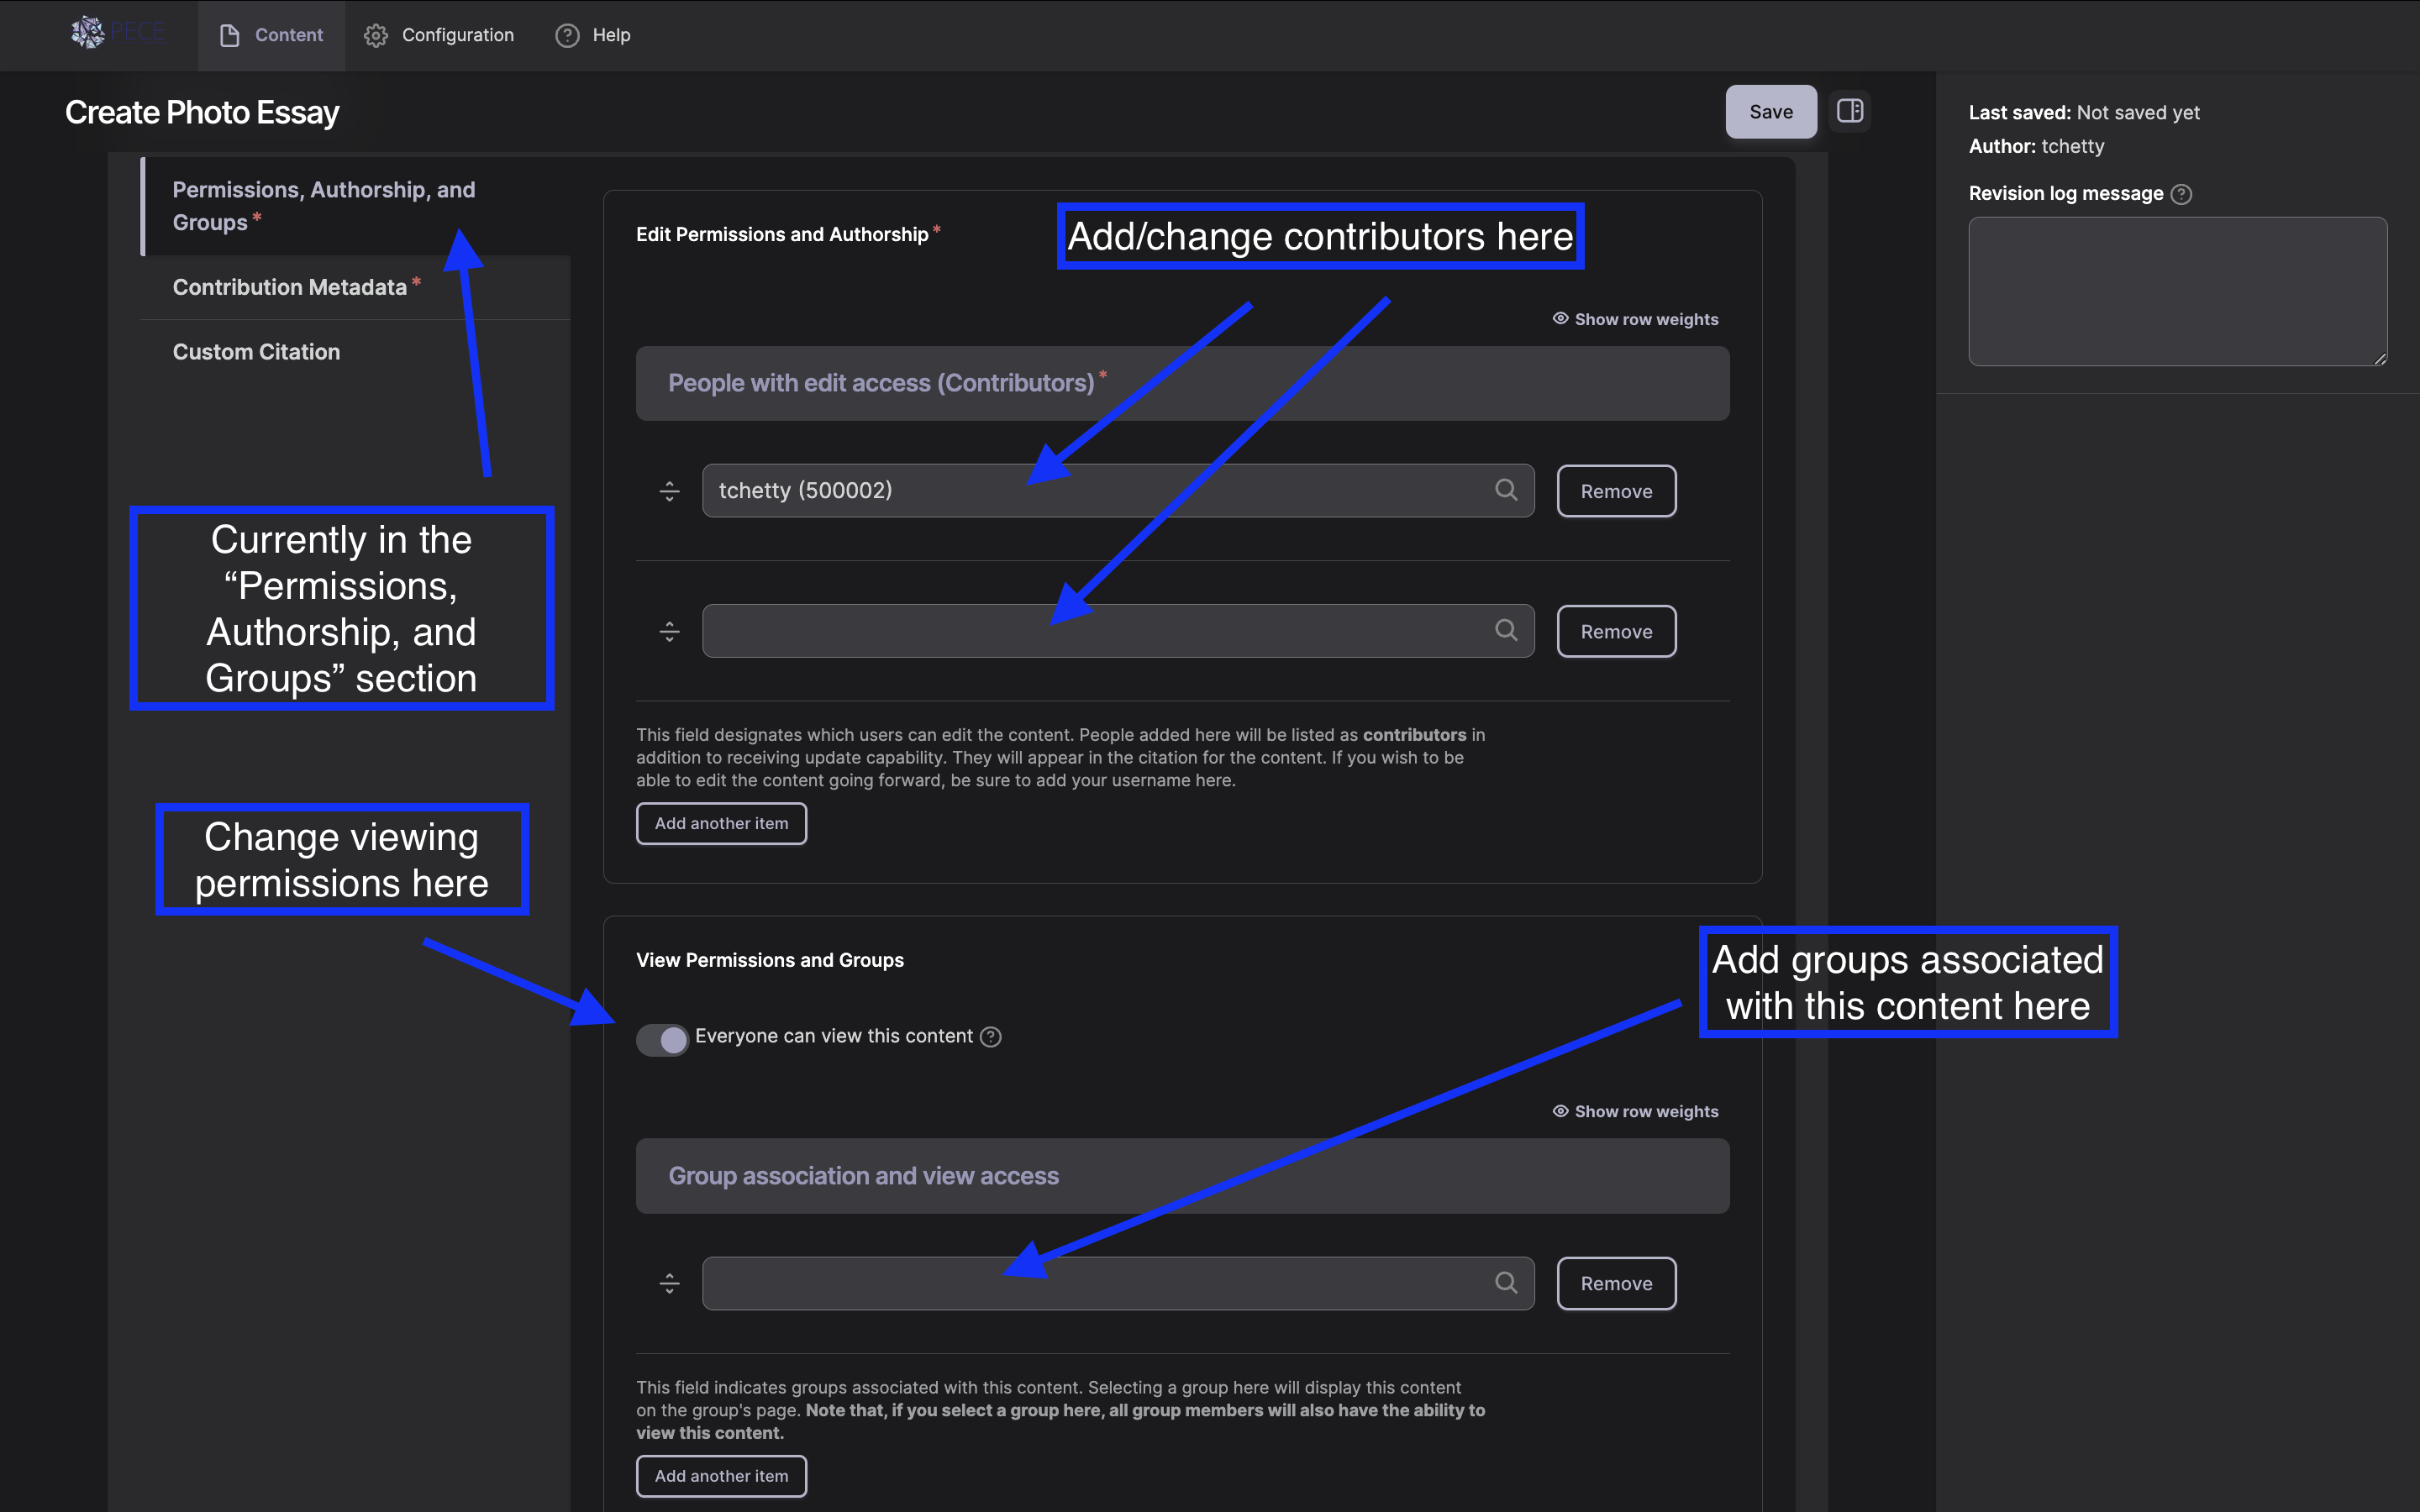 PECE
Content
Configuration
Help
Create Photo Essay
Save
Last saved: Not saved yet
Author: tchetty
Revision log message
Permissions, Authorship, and
Groups*
Contribution Metadata*
Custom Citation
Edit Permissions and Authorship*
Add/change contributors here
Show row weights
People with edit access (Contributors)*
tchetty (500002)
Remove
Currently in the
“Permissions,
Authorship, and
Groups” section
Remove
This field designates which users can edit the content. People added here will be listed as contributors in
addition to receiving update capability. They will appear in the citation for the content. If you wish to be
able to edit the content going forward, be sure to add your username here.
Add another item
Change viewing
permissions here
View Permissions and Groups
Add groups associated
with this content here
Everyone can view this content
Show row weights
Group association and view access
Remove
This field indicates groups associated with this content. Selecting a group here will display this content
on the group's page. Note that, if you select a group here, all group members will also have the ability to
view this content.
Add another item